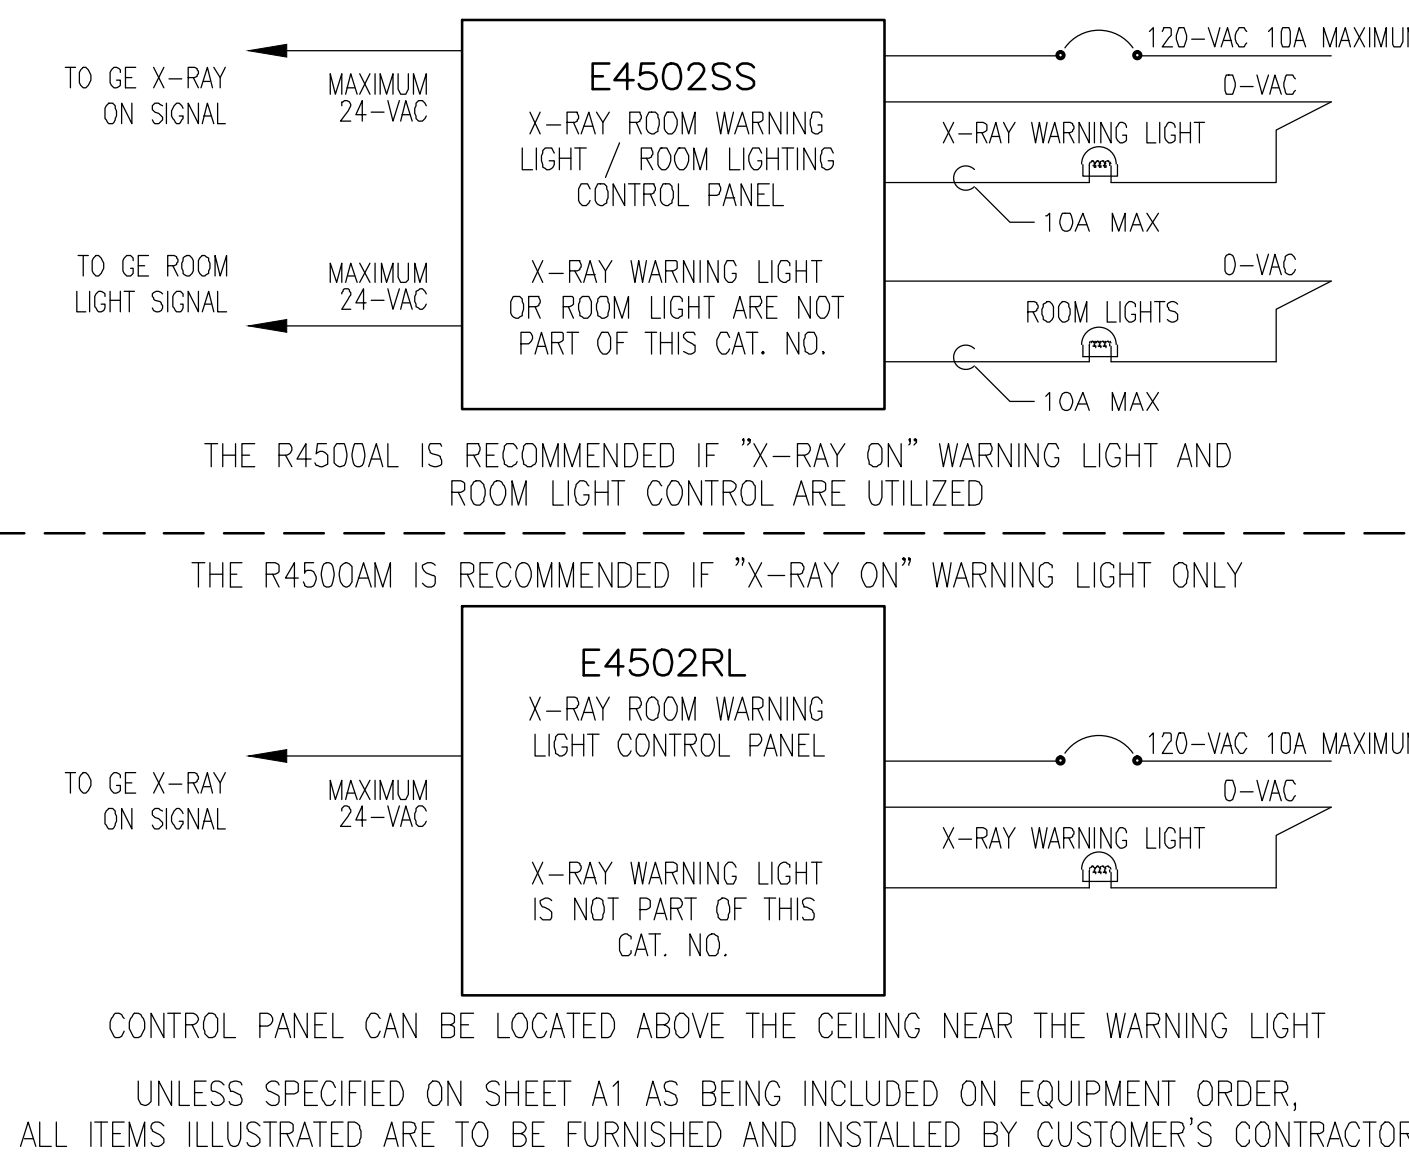 120-VAC 10A MAXIMUM
TO GE X-RAY
ON SIGNAL
MAXIMUM
24-VAC
E4502SS
X-RAY ROOM WARNING
LIGHT / ROOM LIGHTING
CONTROL PANEL
0-VAC
X-RAY WARNING LIGHT
10A MAX
TO GE ROOM
LIGHT SIGNAL
MAXIMUM
24-VAC
X-RAY WARNING LIGHT
OR ROOM LIGHT ARE NOT
PART OF THIS CAT. NO.
0-VAC
ROOM LIGHTS
10A MAX
THE R4500AL IS RECOMMENDED IF "X-RAY ON" WARNING LIGHT AND
ROOM LIGHT CONTROL ARE UTILIZED
THE R4500AM IS RECOMMENDED IF "X-RAY ON" WARNING LIGHT ONLY
E4502RL
X-RAY ROOM WARNING
LIGHT CONTROL PANEL
120-VAC 10A MAXIMUM
TO GE X-RAY
ON SIGNAL
MAXIMUM
24-VAC
0-VAC
X-RAY WARNING LIGHT
X-RAY WARNING LIGHT
IS NOT PART OF THIS
CAT. NO.
CONTROL PANEL CAN BE LOCATED ABOVE THE CEILING NEAR THE WARNING LIGHT
UNLESS SPECIFIED ON SHEET A1 AS BEING INCLUDED ON EQUIPMENT ORDER,
ALL ITEMS ILLUSTRATED ARE TO BE FURNISHED AND INSTALLED BY CUSTOMER'S CONTRACTOR